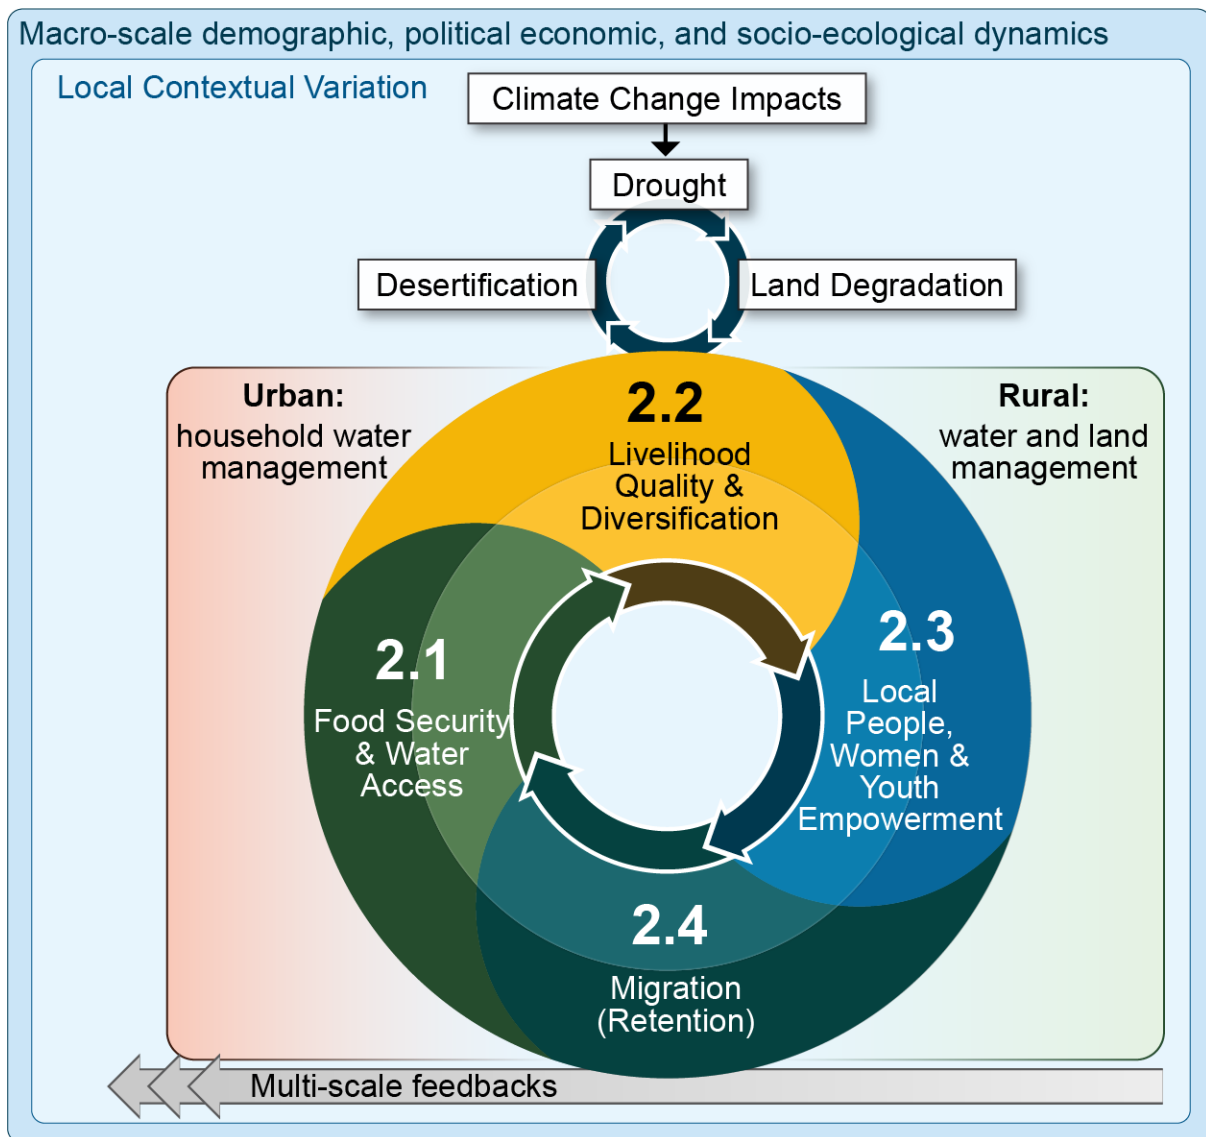 Macro-scale demographic, political economic, and socio-ecological dynamics
Local Contextual Variation
Climate Change Impacts
Drought
Desertification
Land Degradation
Urban:
household water
management
Rural:
water and land
management
2.2
Livelihood
Quality &
Diversification
2.3
Local
People,
Women &
Youth
Empowerment
2.1
Food Security
& Water
Access
2.4
Migration
(Retention)
Multi-scale feedbacks